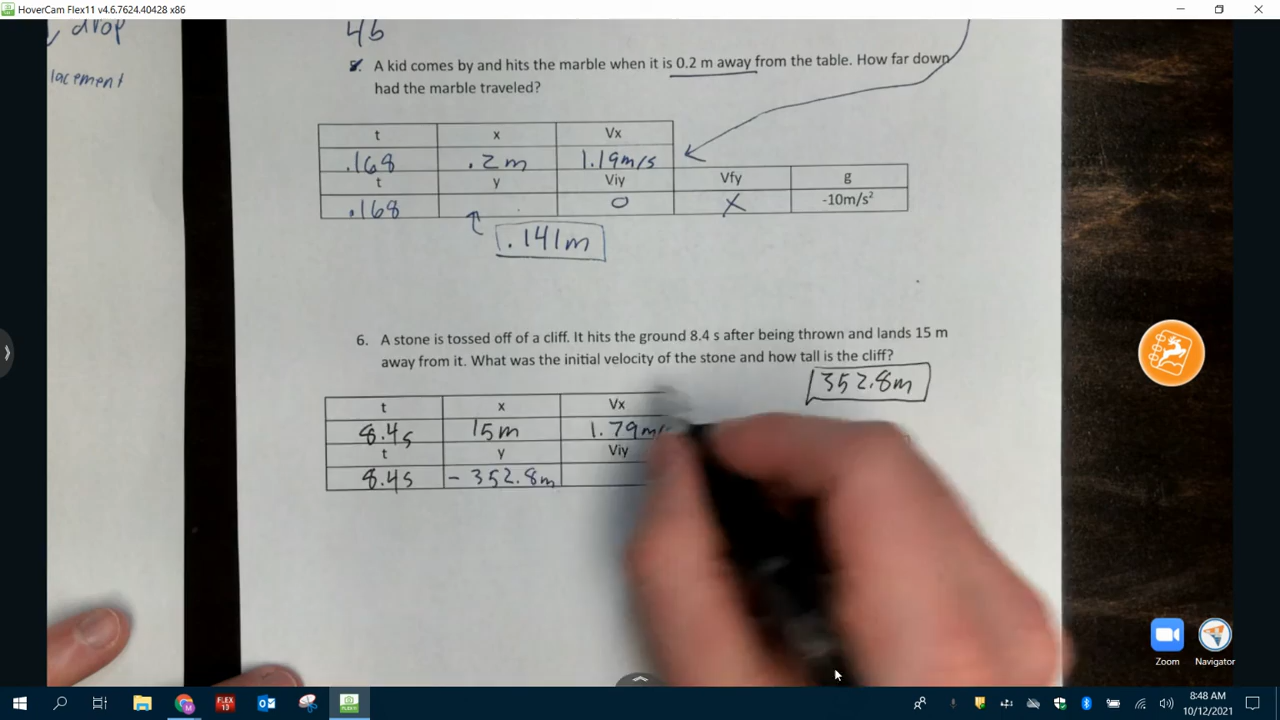 HoverCam Flex11 v4.6.7624.40428 x86
drop
lacement
46
A kid comes by and hits the marble when it is 0.2 m away from the table. How far down
had the marble traveled?
t x Vx
.168 .2m 1.19m/s
t y Viy Vfy g
.168 0 X -10m/s²
.141m
6. A stone is tossed off of a cliff. It hits the ground 8.4 s after being thrown and lands 15 m
away from it. What was the initial velocity of the stone and how tall is the cliff?
352.8m
t x Vx
8.4s 15m 1.79m/s
t y Viy
8.4s -352.8m
Zoom Navigator
FLEX
8:48 AM
10/12/2021